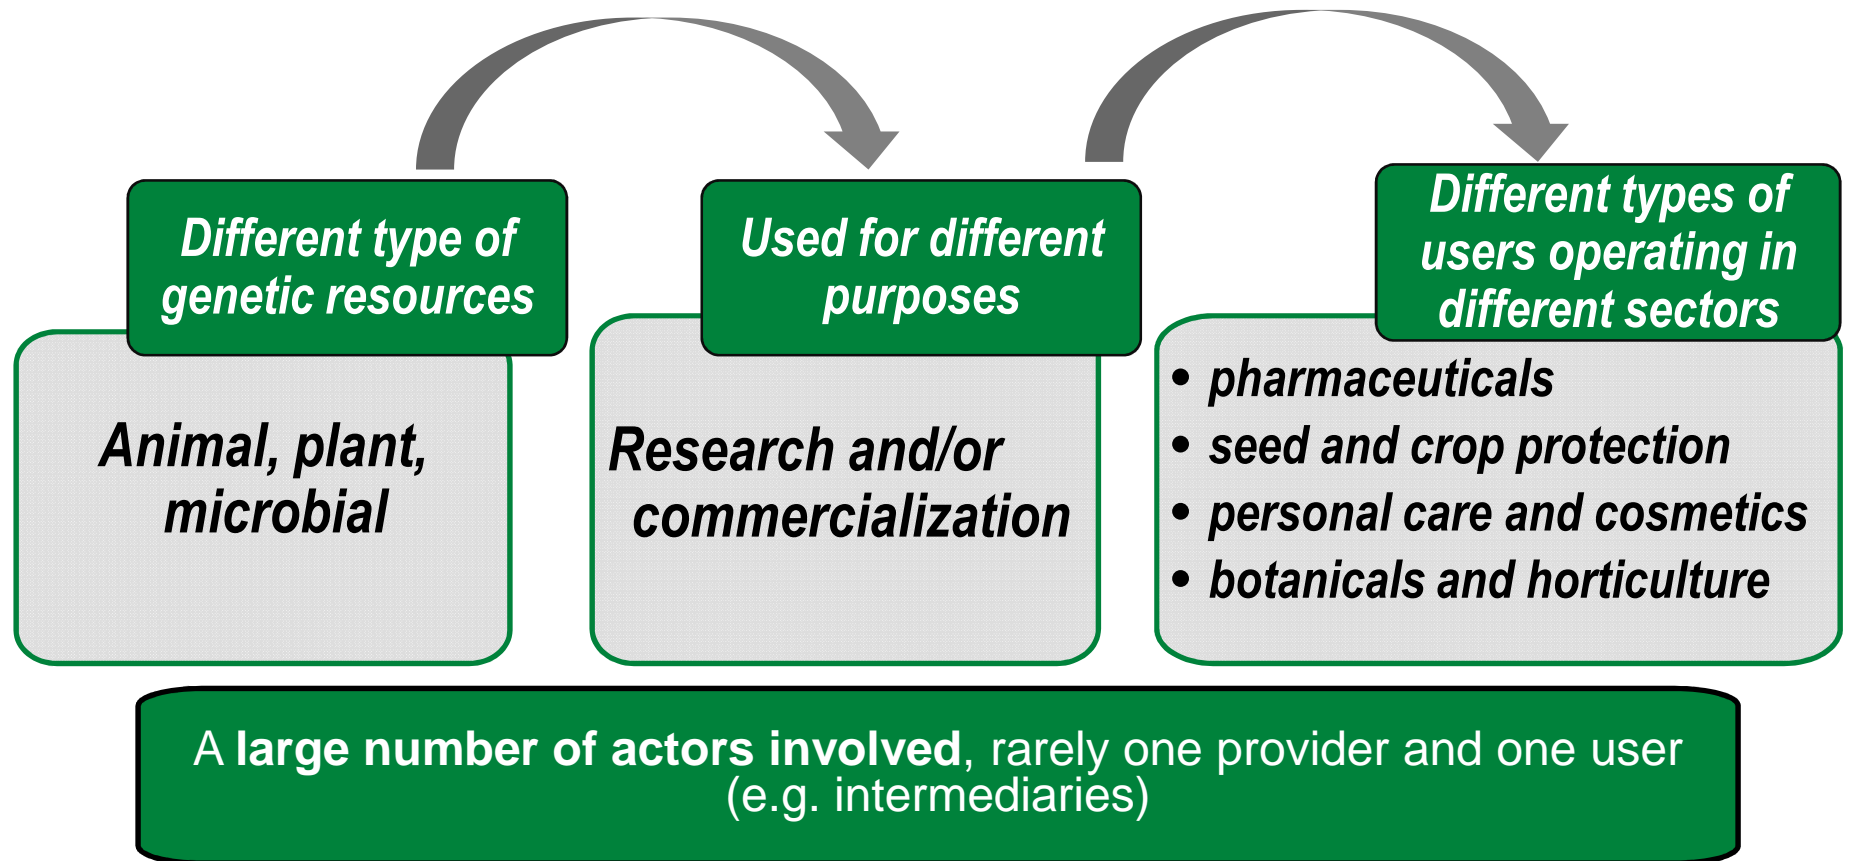 Different type of
genetic resources
Animal, plant,
microbial
Used for different
purposes
Research and/or
commercialization
Different types of
users operating in
different sectors
• pharmaceuticals
• seed and crop protection
• personal care and cosmetics
• botanicals and horticulture
A large number of actors involved, rarely one provider and one user
(e.g. intermediaries)